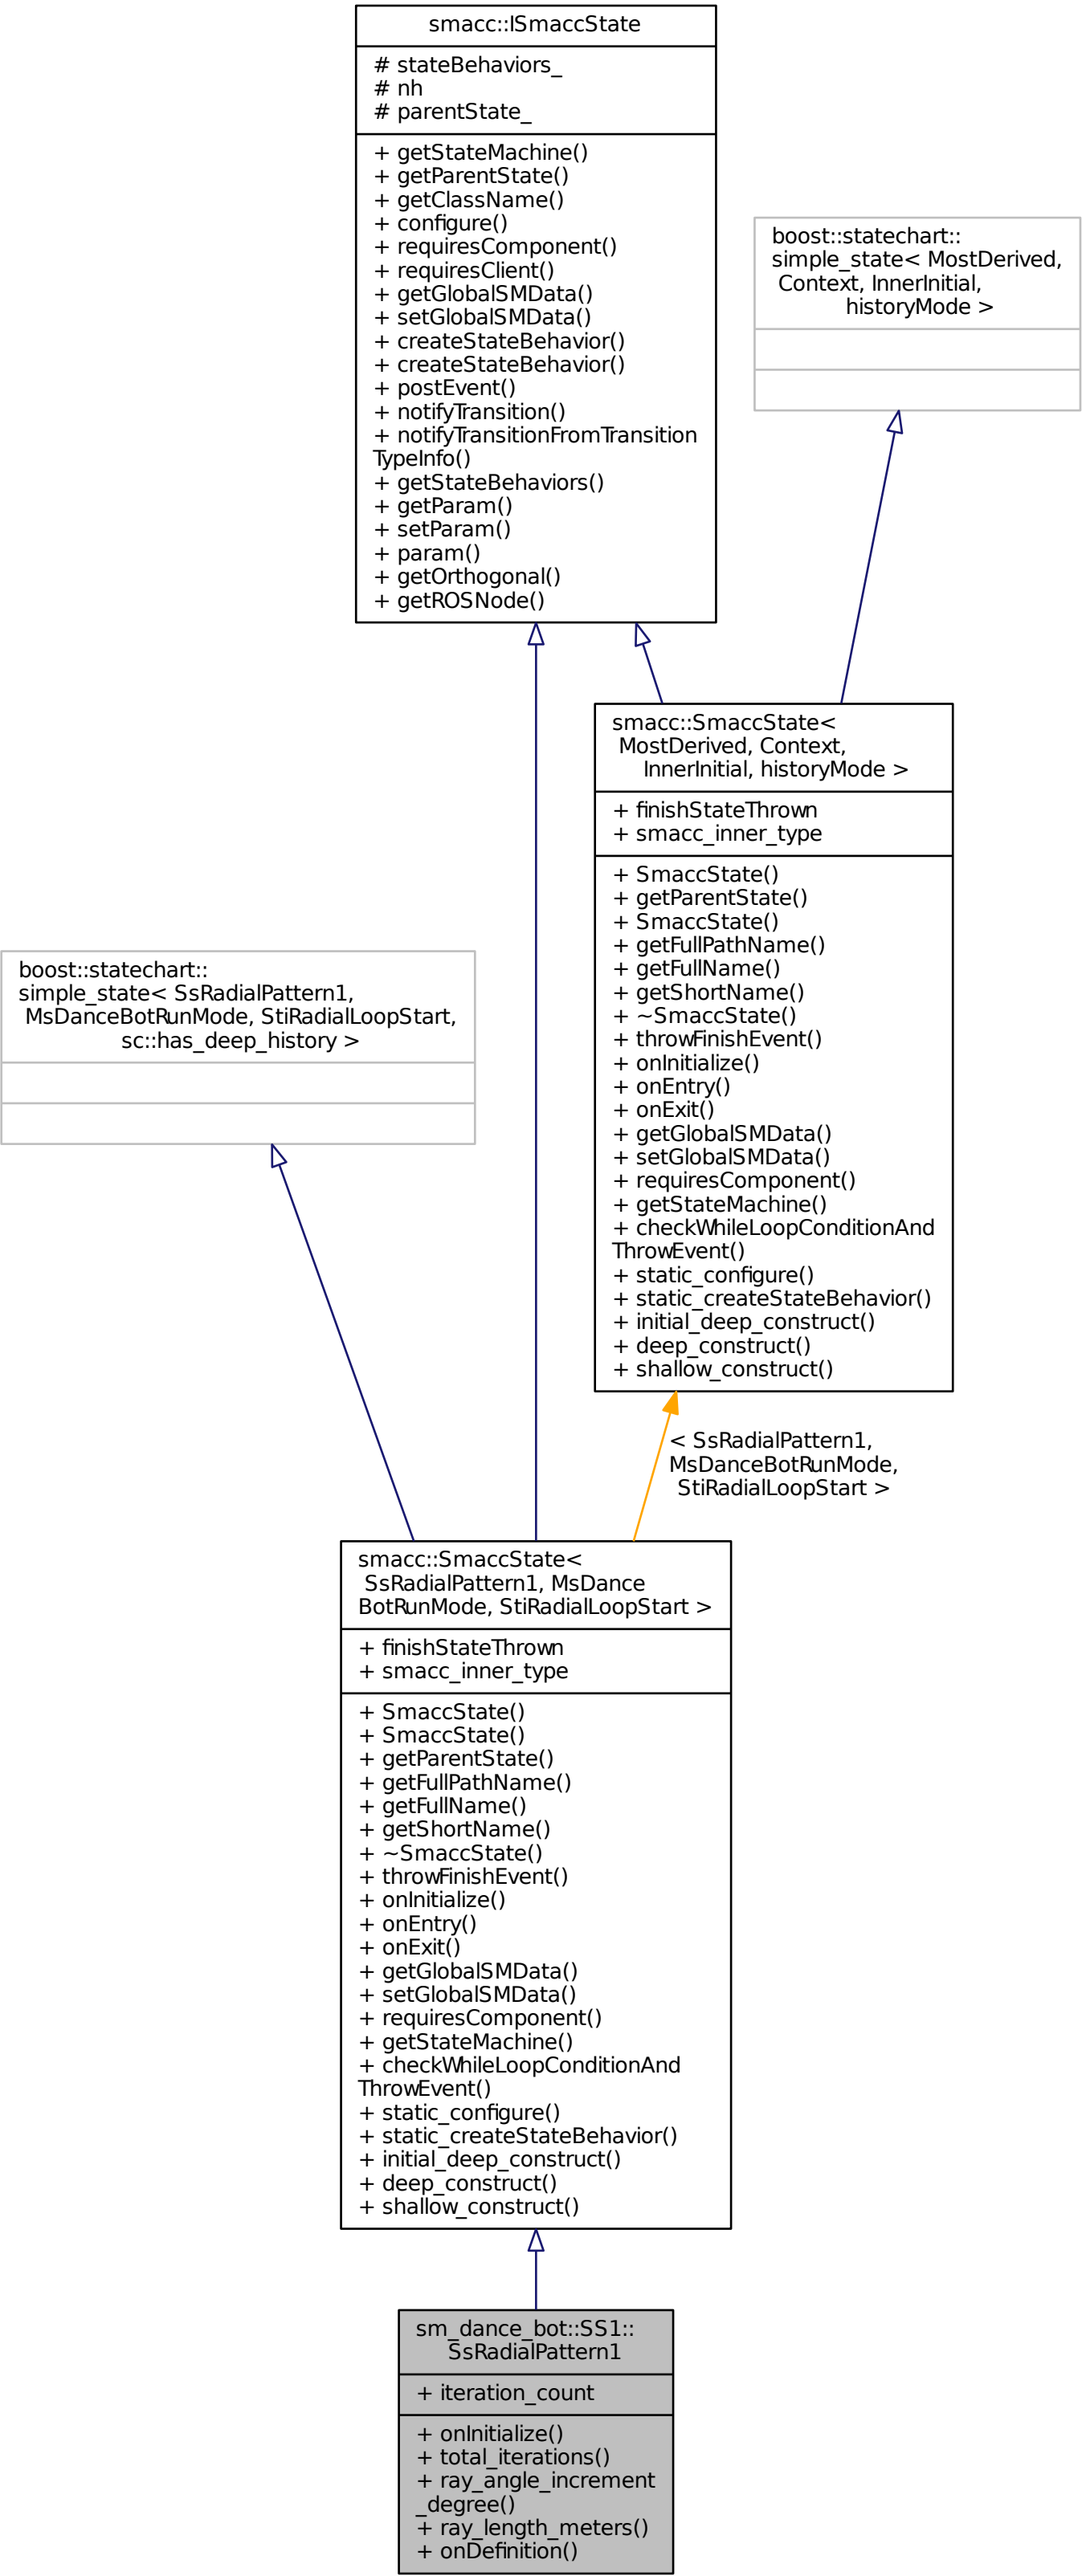 smacc::ISmaccState
# stateBehaviors_
# nh
# parentState_
+ getStateMachine()
+ getParentState()
+ getClassName()
+ configure()
+ requiresComponent()
+ requiresClient()
+ getGlobalSMData()
+ setGlobalSMData()
+ createStateBehavior()
+ createStateBehavior()
+ postEvent()
+ notifyTransition()
+ notifyTransitionFromTransition
TypeInfo()
+ getStateBehaviors()
+ getParam()
+ setParam()
+ param()
+ getOrthogonal()
+ getROSNode()
boost::statechart::
simple_state< MostDerived,
Context, InnerInitial,
historyMode >
smacc::SmaccState<
MostDerived, Context,
InnerInitial, historyMode >
+ finishStateThrown
+ smacc_inner_type
+ SmaccState()
+ getParentState()
+ SmaccState()
+ getFullPathName()
+ getFullName()
+ getShortName()
+ ~SmaccState()
+ throwFinishEvent()
+ onInitialize()
+ onEntry()
+ onExit()
+ getGlobalSMData()
+ setGlobalSMData()
+ requiresComponent()
+ getStateMachine()
+ checkWhileLoopConditionAnd
ThrowEvent()
+ static_configure()
+ static_createStateBehavior()
+ initial_deep_construct()
+ deep_construct()
+ shallow_construct()
boost::statechart::
simple_state< SsRadialPattern1,
MsDanceBotRunMode, StiRadialLoopStart,
sc::has_deep_history >
< SsRadialPattern1,
MsDanceBotRunMode,
StiRadialLoopStart >
smacc::SmaccState<
SsRadialPattern1, MsDance
BotRunMode, StiRadialLoopStart >
+ finishStateThrown
+ smacc_inner_type
+ SmaccState()
+ SmaccState()
+ getParentState()
+ getFullPathName()
+ getFullName()
+ getShortName()
+ ~SmaccState()
+ throwFinishEvent()
+ onInitialize()
+ onEntry()
+ onExit()
+ getGlobalSMData()
+ setGlobalSMData()
+ requiresComponent()
+ getStateMachine()
+ checkWhileLoopConditionAnd
ThrowEvent()
+ static_configure()
+ static_createStateBehavior()
+ initial_deep_construct()
+ deep_construct()
+ shallow_construct()
sm_dance_bot::SS1::
SsRadialPattern1
+ iteration_count
+ onInitialize()
+ total_iterations()
+ ray_angle_increment
_degree()
+ ray_length_meters()
+ onDefinition()